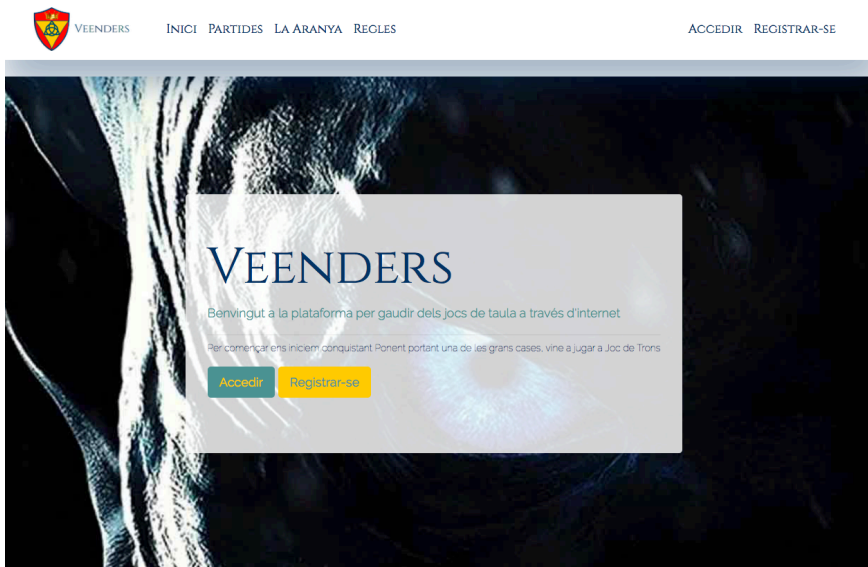 VEENDERS INICI PARTIDES LA ARANYA REGLES ACCEDIR REGISTRAR-SE
VEENDERS
Benvingut a la plataforma per gaudir dels jocs de taula a través d'internet
Per començar ens iniciem conquistant Ponent portant una de les grans cases, vine a jugar a Joc de Trons
Accedir Registrar-se